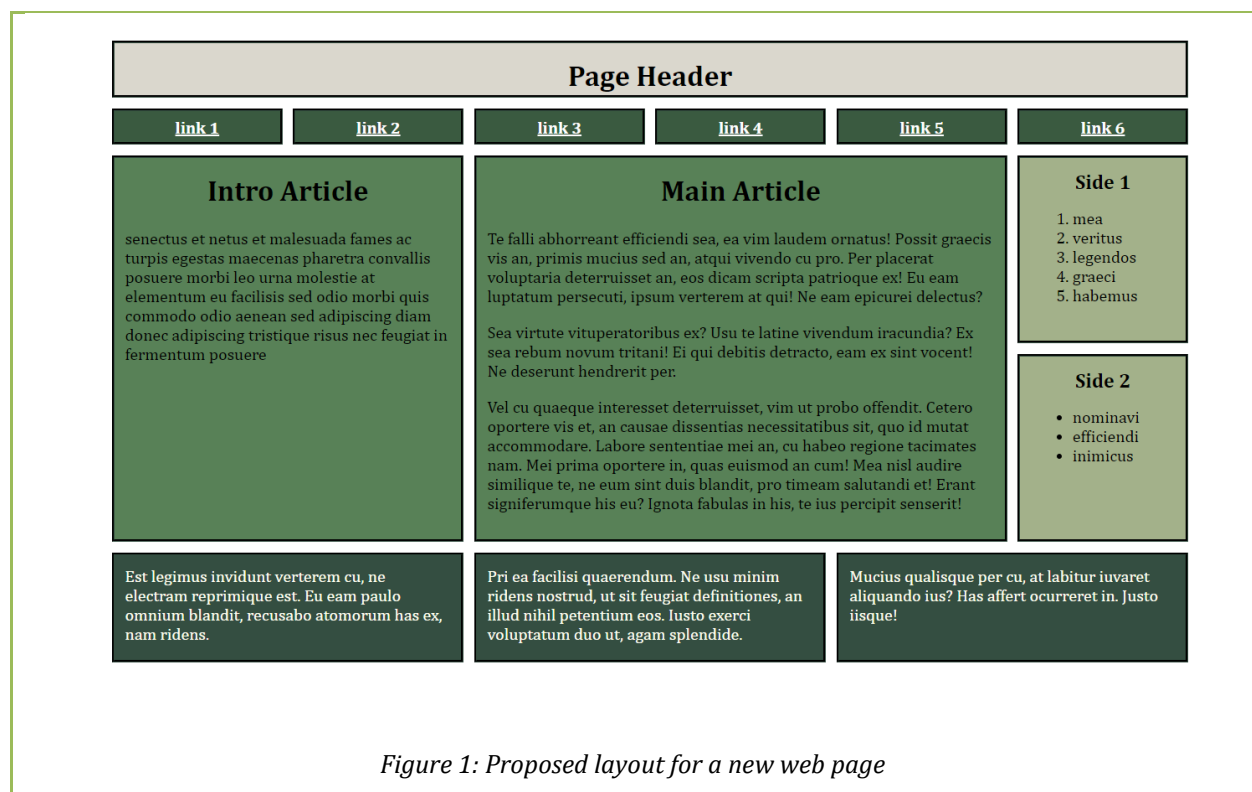 Page Header
link 1
link 2
link 3
link 4
link 5
link 6
Intro Article
senectus et netus et malesuada fames ac
turpis egestas maecenas pharetra convallis
posuere morbi leo urna molestie at
elementum eu facilisis sed odio morbi quis
commodo odio aenean sed adipiscing diam
donec adipiscing tristique risus nec feugiat in
fermentum posuere
Main Article
Te falli abhorreant efficiendi sea, ea vim laudem ornatus! Possit graecis
vis an, primis mucius sed an, atqui vivendo cu pro. Per placerat
voluptaria deterruisset an, eos dicam scripta patrioque ex! Eu eam
luptatum persecuti, ipsum verterem at qui! Ne eam epicurei delectus?
Sea virtute vituperatoribus ex? Usu te latine vivendum iracundia? Ex
sea rebum novum tritani! Ei qui debitis detracto, eam ex sint vocent!
Ne deserunt hendrerit per.
Vel cu quaeque interesset deterruisset, vim ut probo offendit. Cetero
oportere vis et, an causae dissentias necessitatibus sit, quo id mutat
accommodare. Labore sententiae mei an, cu habeo regione tacimates
nam. Mei prima oportere in, quas euismod an cum! Mea nisl audire
similique te, ne eum sint duis blandit, pro timeam salutandi et! Erant
signiferumque his eu? Ignota fabulas in his, te ius percipit senserit!
Side 1
1. mea
2. veritus
3. legendos
4. graeci
5. habemus
Side 2
• nominavi
• efficiendi
• inimicus
Est legimus invidunt verterem cu, ne
electram reprimique est. Eu eam paulo
omnium blandit, recusabo atomorum has ex,
nam ridens.
Pri ea facilisi quaerendum. Ne usu minim
ridens nostrud, ut sit feugiat definitiones, an
illud nihil petentium eos. Iusto exerci
voluptatum duo ut, agam splendide.
Mucius qualisque per cu, at labitur iuvaret
aliquando ius? Has affert ocurreret in. Justo
iisque!
Figure 1: Proposed layout for a new web page